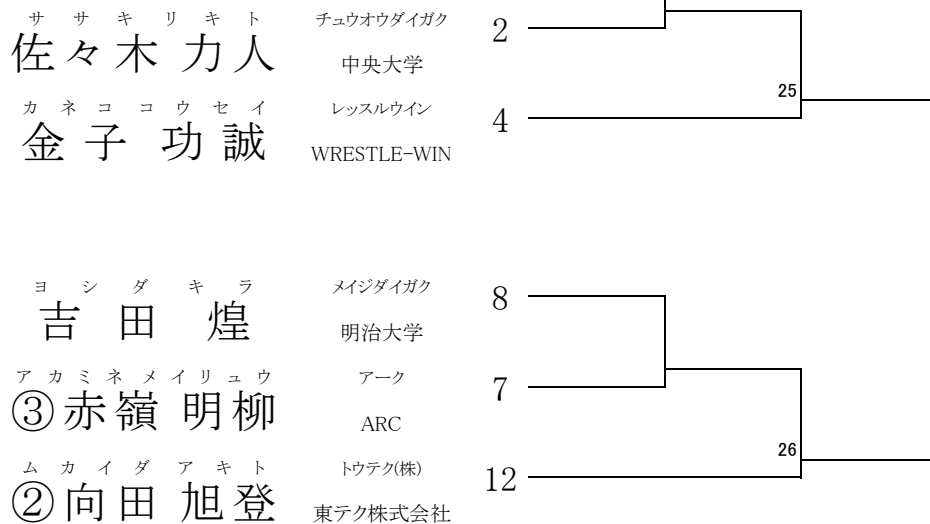 ササキリキト チュウオウダイガク
佐々木 力人 中央大学 2
カネココウセイ レッスルウイン 25
金子 功誠 WRESTLE-WIN 4
ヨシダキラ メイジダイガク
吉田 煌 明治大学 8
アカミネメイリュウ アーク
③赤嶺 明柳 ARC 7
ムカイダアキト トウテク(株) 26
②向田 旭登 東テク株式会社 12